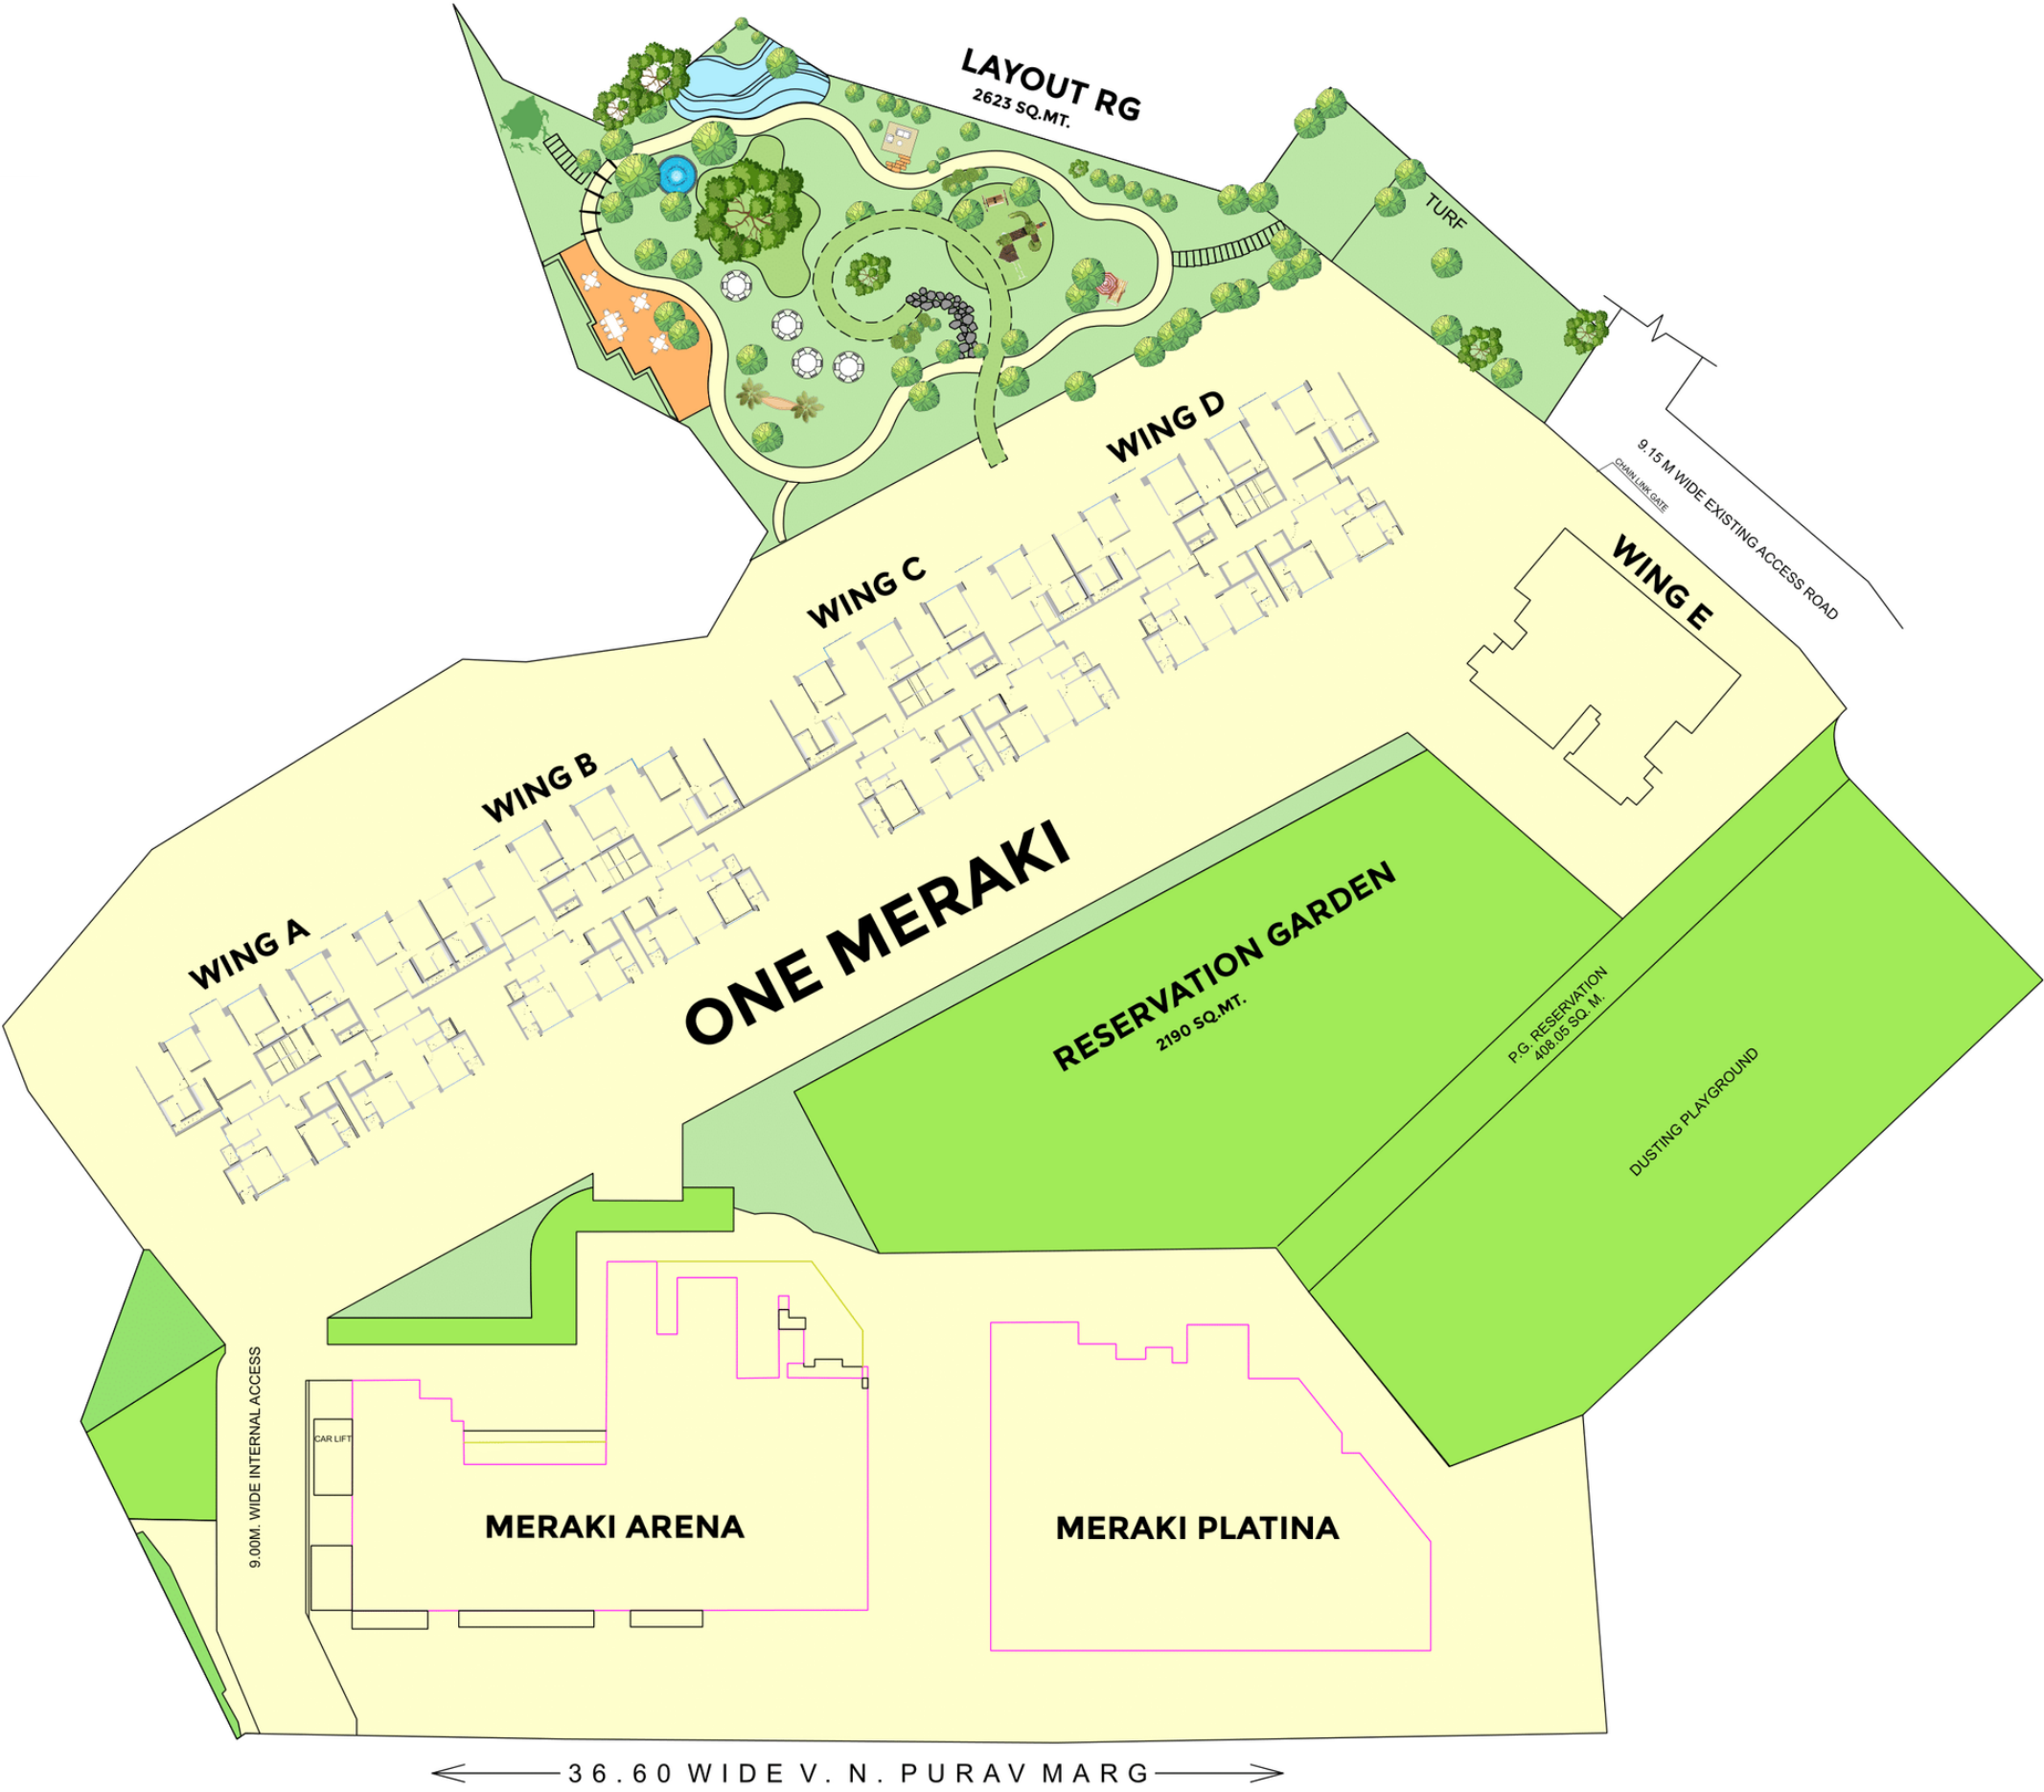 LAYOUT RG
2623 SQ.MT.
TURF
9.15 M WIDE EXISTING ACCESS ROAD
CHAIN LINK GATE
WING D
WING E
WING C
WING B
WING A
ONE MERAKI
RESERVATION GARDEN
2190 SQ.MT.
P.G. RESERVATION
408.05 SQ. M.
DUSTING PLAYGROUND
9.00M. WIDE INTERNAL ACCESS
CAR LIFT
MERAKI ARENA
MERAKI PLATINA
36.60 WIDE V. N. PURAV MARG